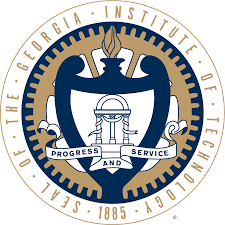 SEAL OF THE GEORGIA INSTITUTE OF TECHNOLOGY
PROGRESS AND SERVICE
· 1885 ·
®